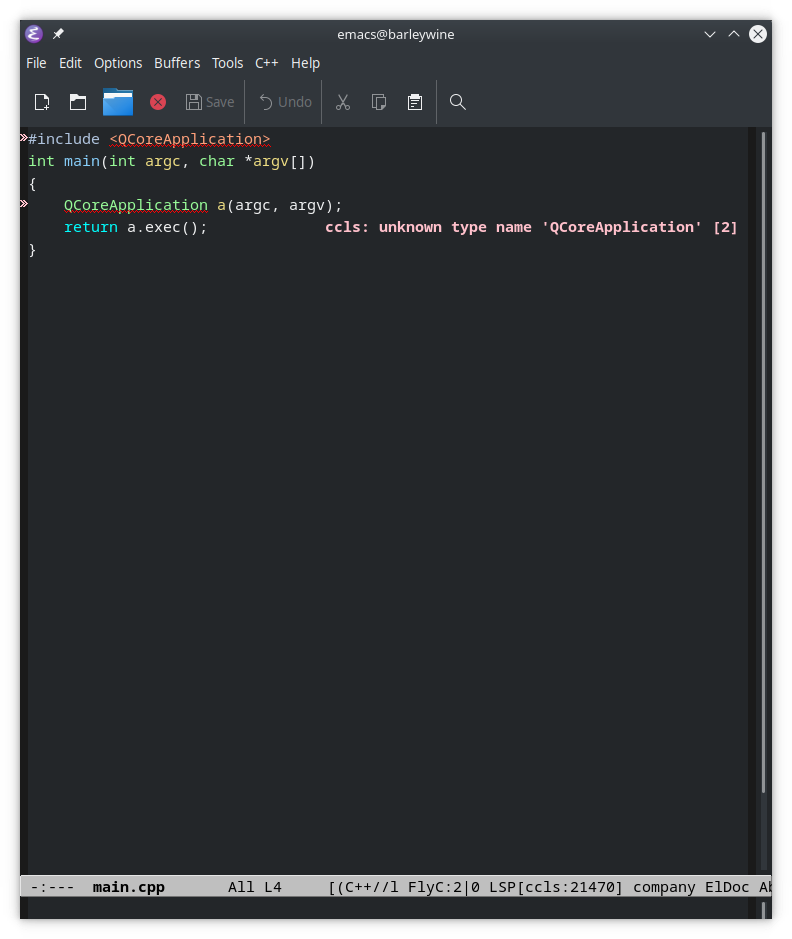 emacs@barleywine
File Edit Options Buffers Tools C++ Help
Save Undo
#include <QCoreApplication>
int main(int argc, char *argv[])
{
    QCoreApplication a(argc, argv);
    return a.exec();             ccls: unknown type name 'QCoreApplication' [2]
}
-:---  main.cpp       All L4     [(C++//l FlyC:2|0 LSP[ccls:21470] company ElDoc